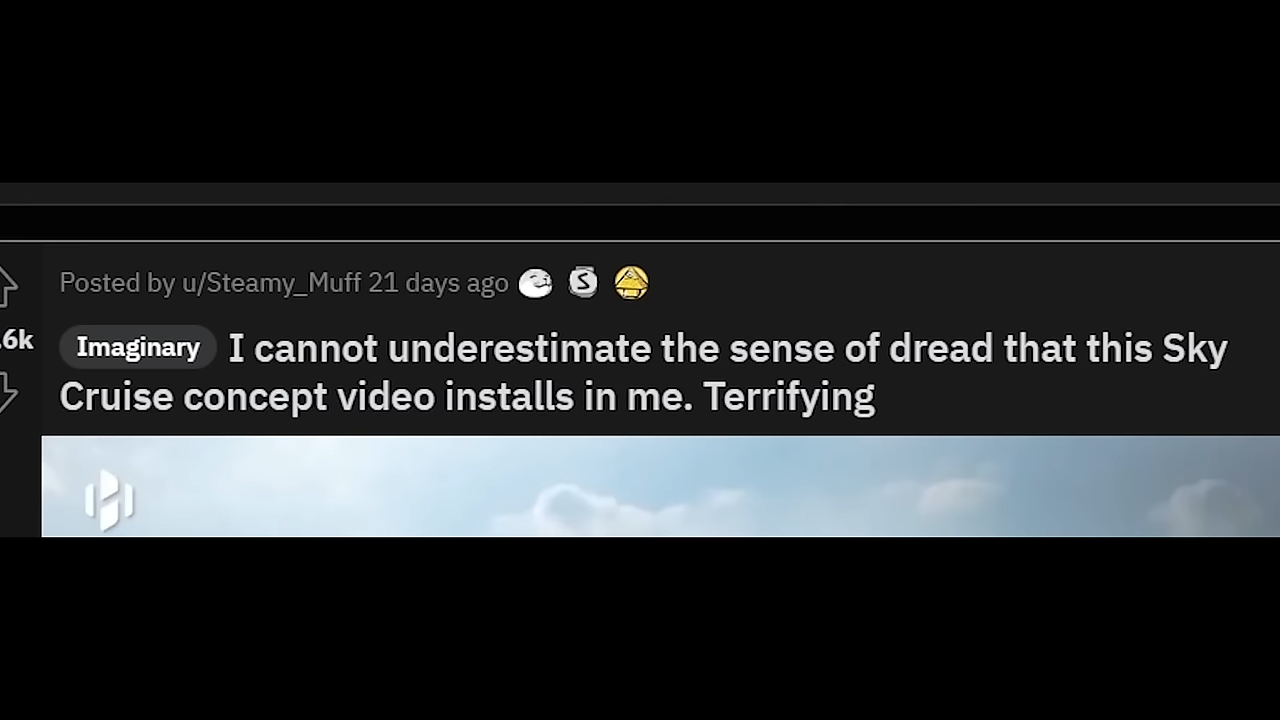 Posted by u/Steamy_Muff 21 days ago
.6k
Imaginary I cannot underestimate the sense of dread that this Sky
Cruise concept video installs in me. Terrifying